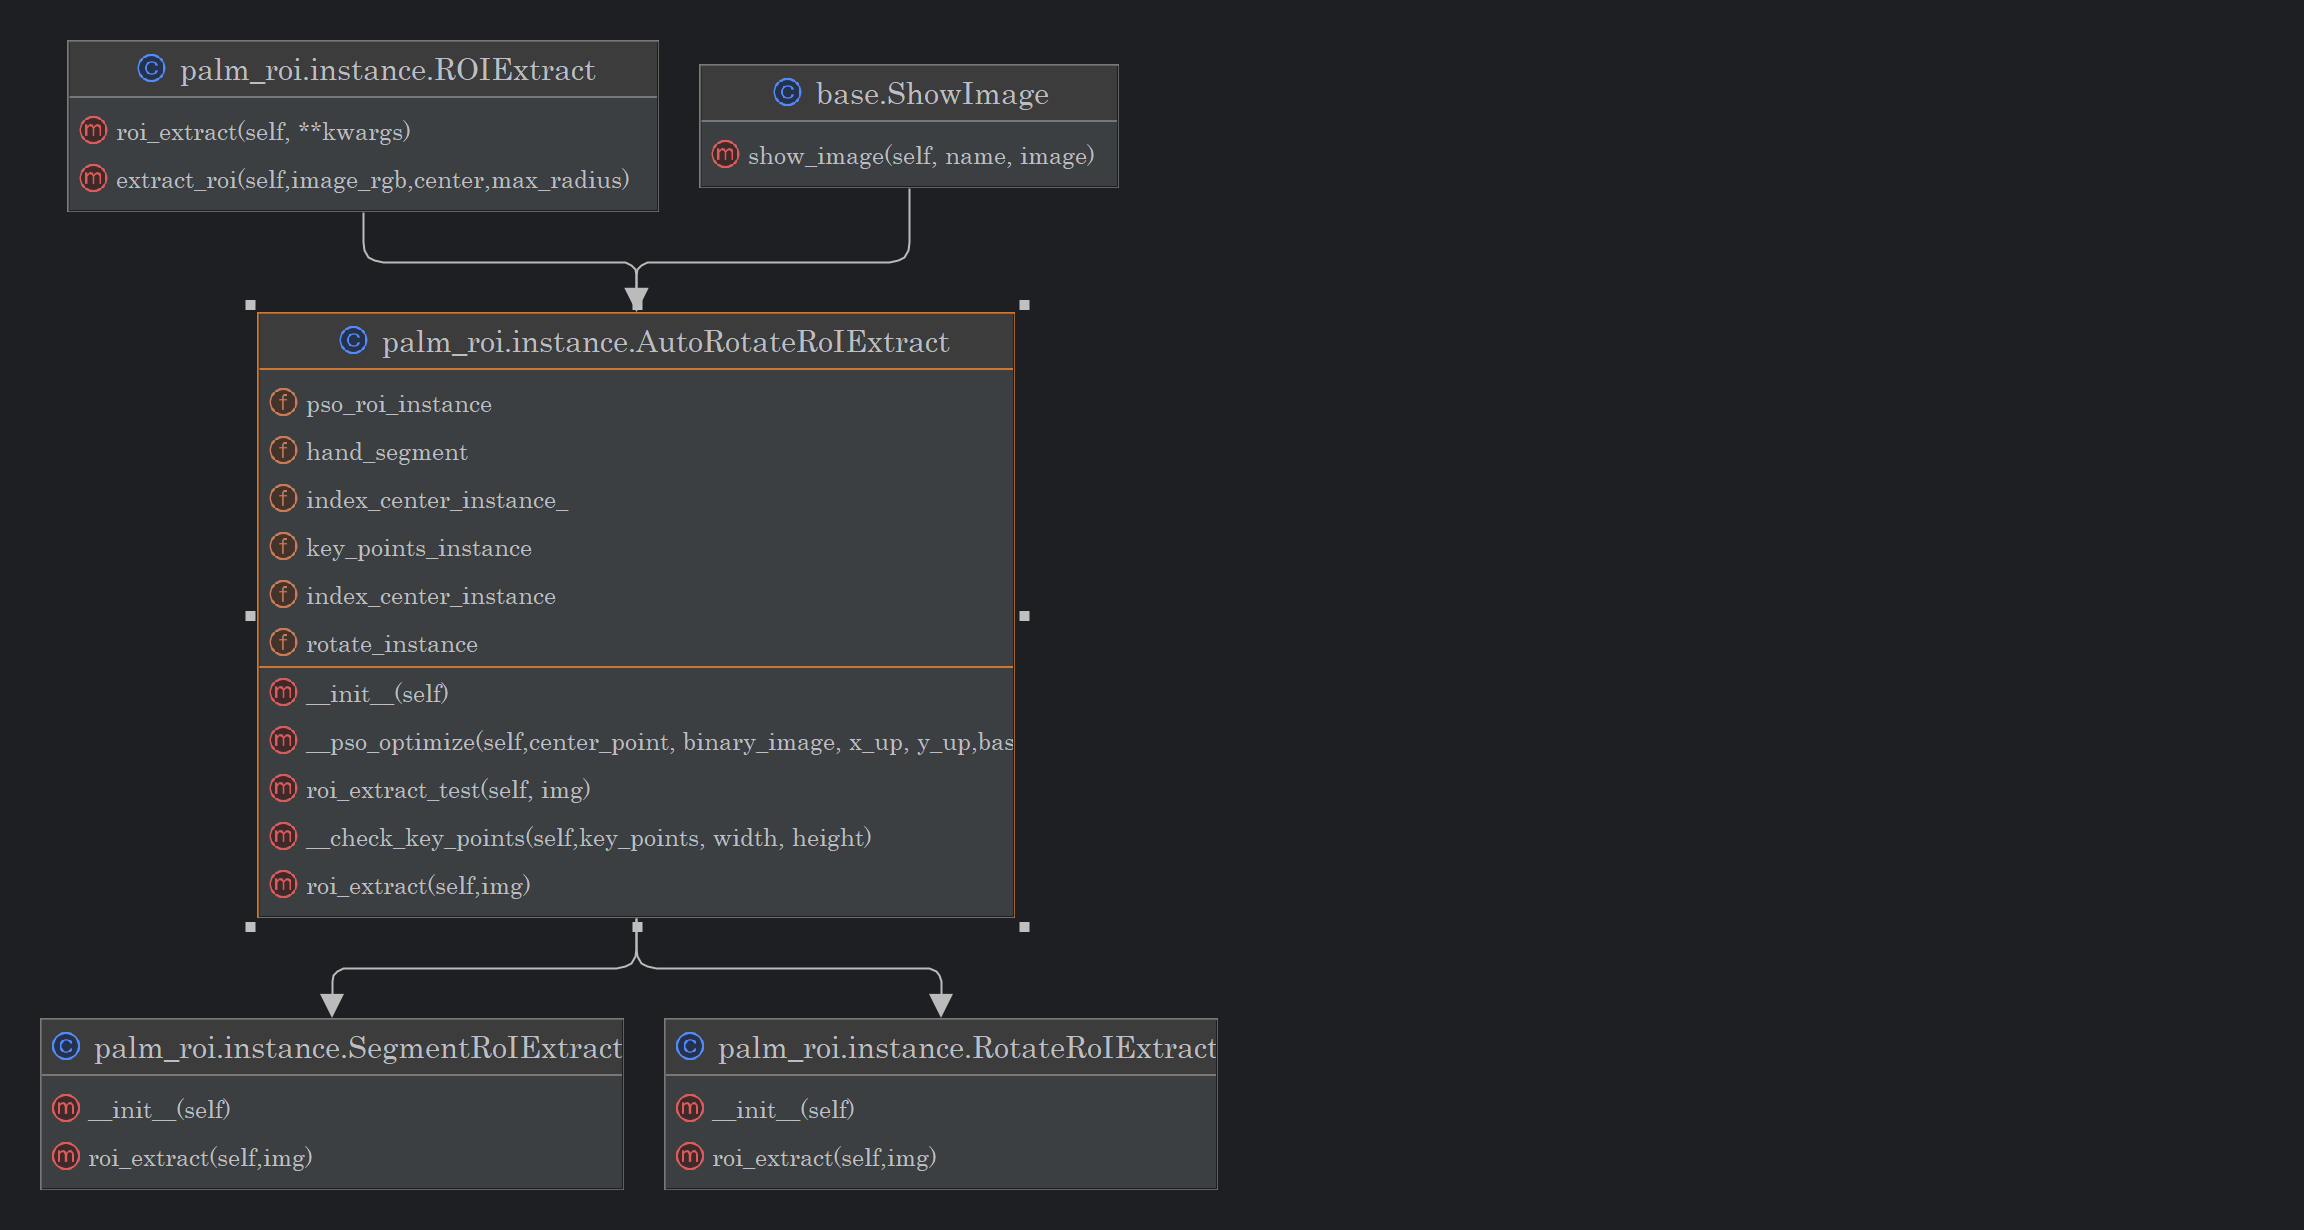 palm_roi.instance.ROIExtract
roi_extract(self, **kwargs)
extract_roi(self,image_rgb,center,max_radius)
base.ShowImage
show_image(self, name, image)
palm_roi.instance.AutoRotateRoIExtract
pso_roi_instance
hand_segment
index_center_instance_
key_points_instance
index_center_instance
rotate_instance
__init__(self)
__pso_optimize(self,center_point, binary_image, x_up, y_up,bas
roi_extract_test(self, img)
__check_key_points(self,key_points, width, height)
roi_extract(self,img)
palm_roi.instance.SegmentRoIExtract
__init__(self)
roi_extract(self,img)
palm_roi.instance.RotateRoIExtract
__init__(self)
roi_extract(self,img)